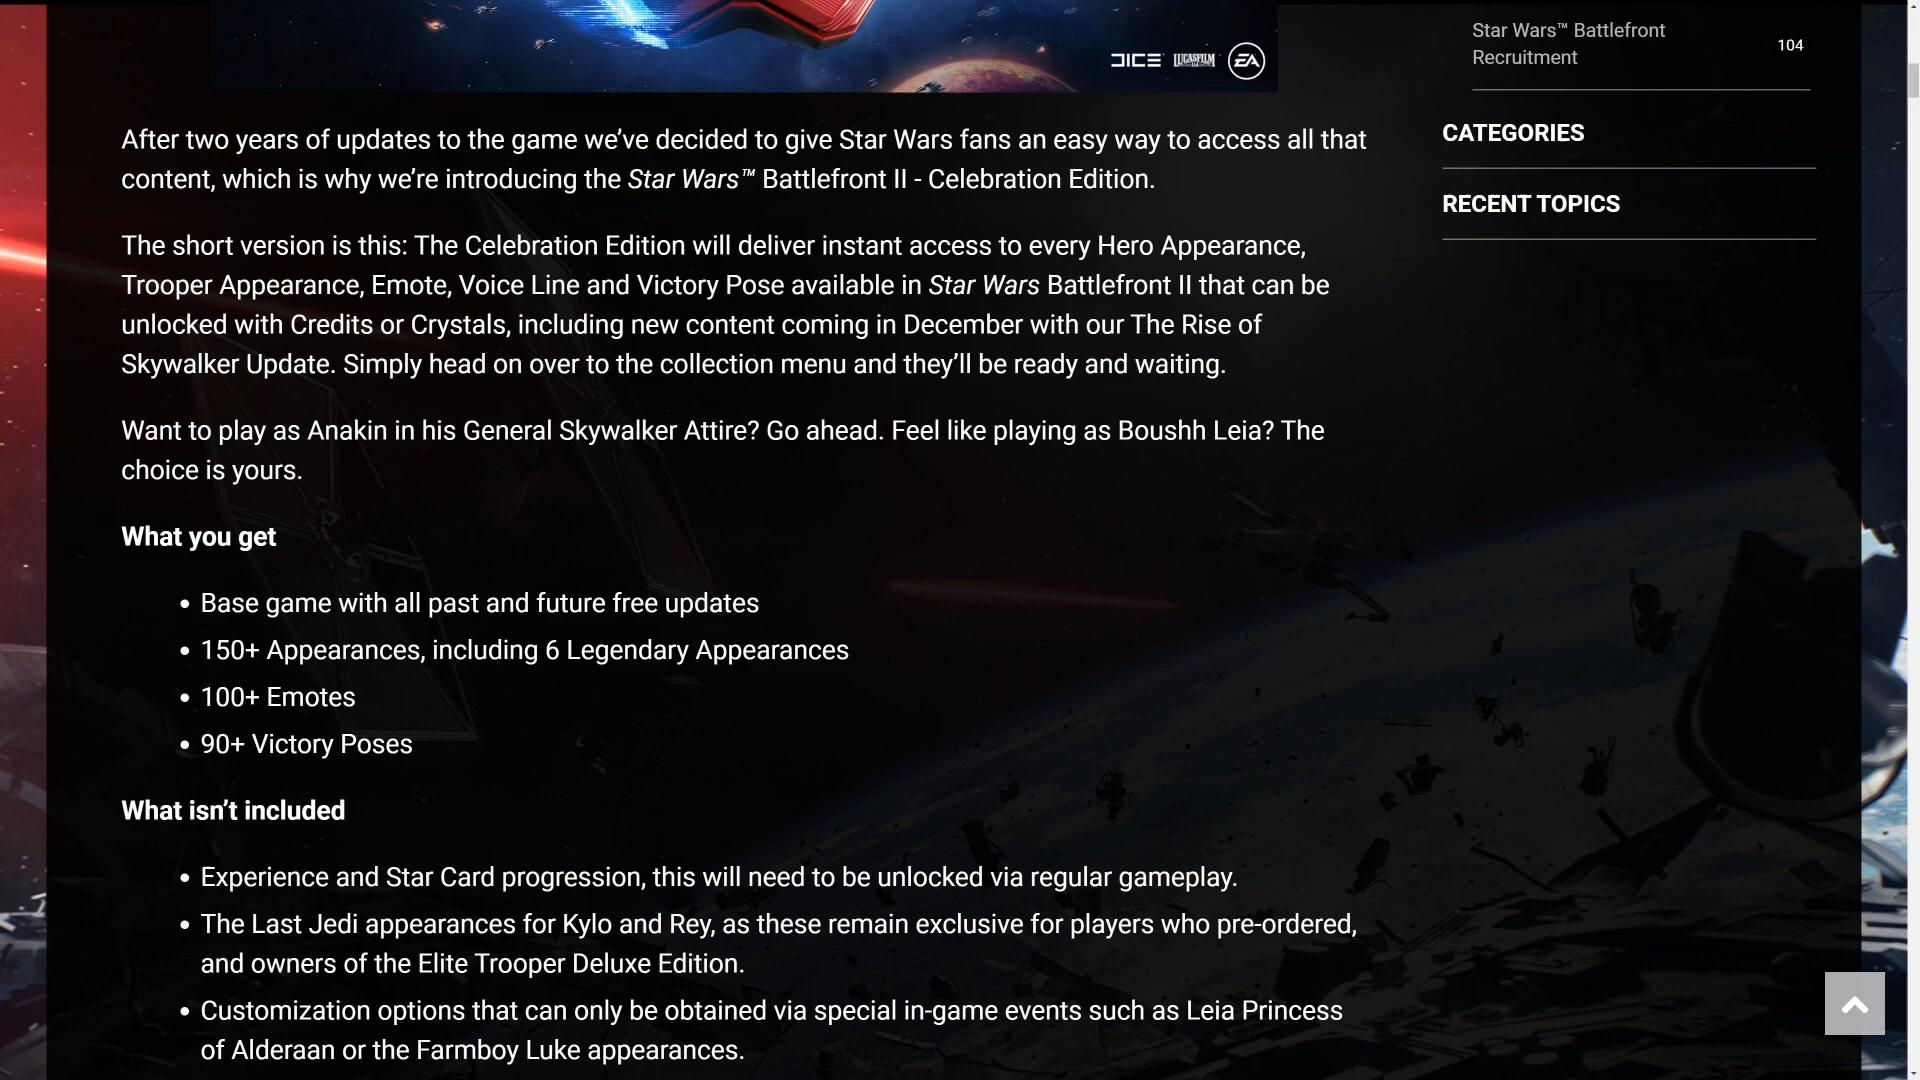 DICE LUCASFILM EA
Star Wars™ Battlefront
Recruitment
104
After two years of updates to the game we’ve decided to give Star Wars fans an easy way to access all that
content, which is why we’re introducing the Star Wars™ Battlefront II - Celebration Edition.
The short version is this: The Celebration Edition will deliver instant access to every Hero Appearance,
Trooper Appearance, Emote, Voice Line and Victory Pose available in Star Wars Battlefront II that can be
unlocked with Credits or Crystals, including new content coming in December with our The Rise of
Skywalker Update. Simply head on over to the collection menu and they’ll be ready and waiting.
Want to play as Anakin in his General Skywalker Attire? Go ahead. Feel like playing as Boushh Leia? The
choice is yours.
What you get
• Base game with all past and future free updates
• 150+ Appearances, including 6 Legendary Appearances
• 100+ Emotes
• 90+ Victory Poses
What isn’t included
• Experience and Star Card progression, this will need to be unlocked via regular gameplay.
• The Last Jedi appearances for Kylo and Rey, as these remain exclusive for players who pre-ordered,
and owners of the Elite Trooper Deluxe Edition.
• Customization options that can only be obtained via special in-game events such as Leia Princess
of Alderaan or the Farmboy Luke appearances.
CATEGORIES
RECENT TOPICS